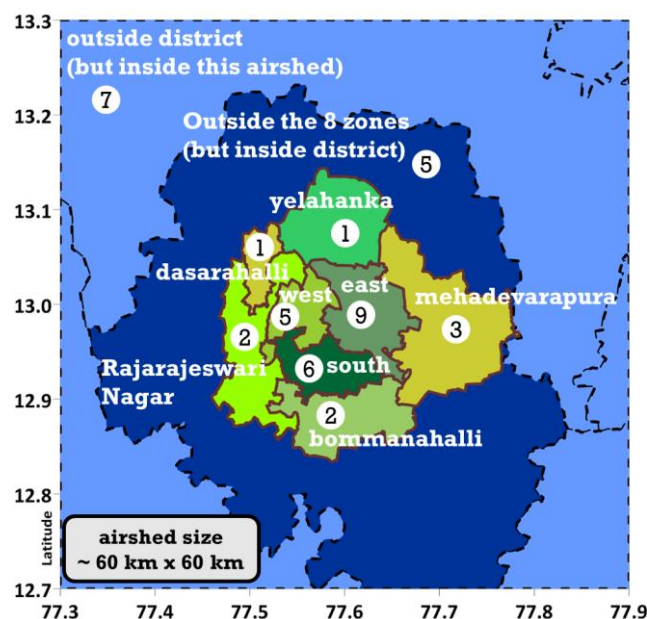 13.3
outside district
(but inside this airshed)
7
13.2
Outside the 8 zones
(but inside district)
5
13.1
yelahanka
1
1
dasarahalli
13.0
west
east
mehadevarapura
5
9
3
2
6
south
Rajarajeswari
Nagar
12.9
2
bommanahalli
12.8
Latitude
airshed size
~ 60 km x 60 km
12.7
77.3
77.4
77.5
77.6
77.7
77.8
77.9